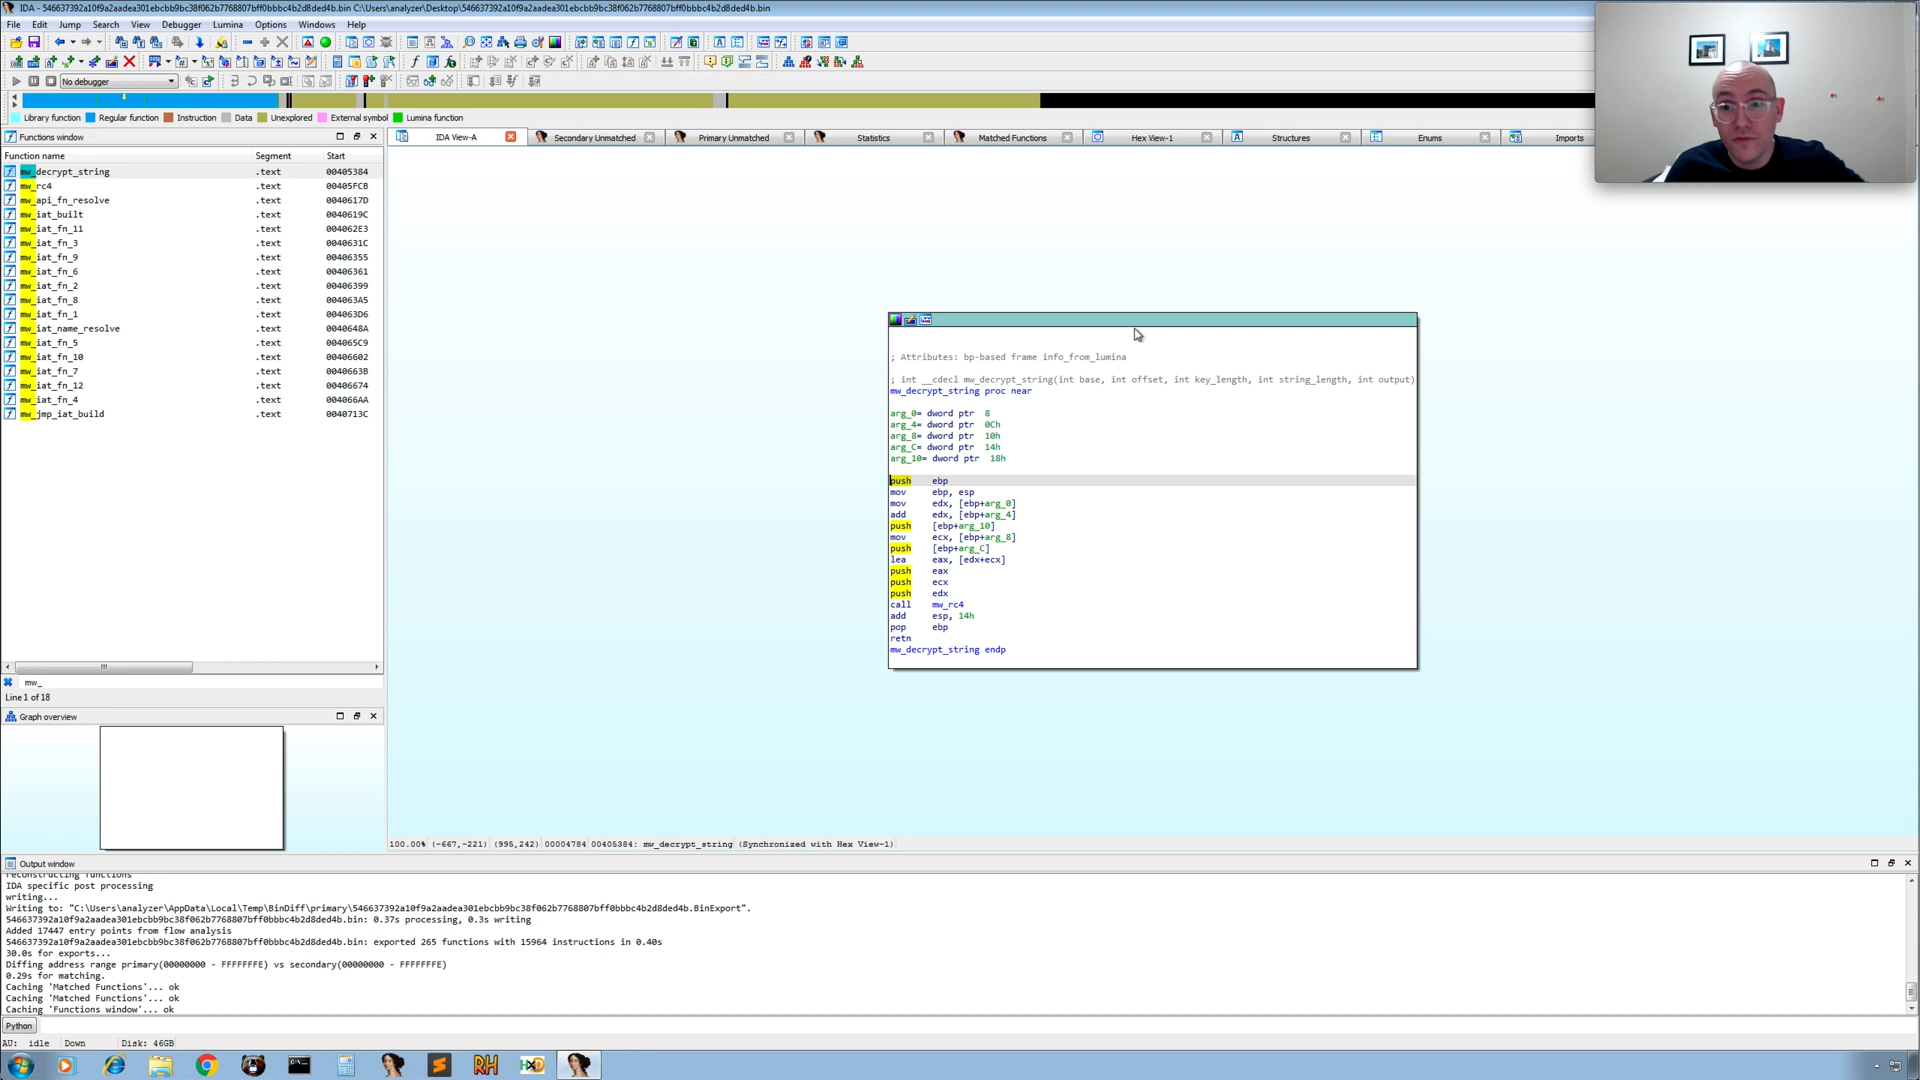 IDA - 546637392a10f9a2aadea301ebcbb9bc38f062b7768807bff0bbbc4b2d8ded4b.bin C:\Users\analyzer\Desktop\546637392a10f9a2aadea301ebcbb9bc38f062b7768807bff0bbbc4b2d8ded4b.bin
File Edit Jump Search View Debugger Lumina Options Windows Help
No debugger
Library function Regular function Instruction Data Unexplored External symbol Lumina function
Functions window
IDA View-A Secondary Unmatched Primary Unmatched Statistics Matched Functions Hex View-1 Structures Enums Imports
Function name Segment Start
mw_decrypt_string .text 00405384
mw_rc4 .text 00405FCB
mw_api_fn_resolve .text 0040617D
mw_iat_built .text 0040619C
mw_iat_fn_11 .text 004062E3
mw_iat_fn_3 .text 0040631C
mw_iat_fn_9 .text 00406355
mw_iat_fn_6 .text 00406361
mw_iat_fn_2 .text 00406399
mw_iat_fn_8 .text 004063A5
mw_iat_fn_1 .text 004063D6
mw_iat_name_resolve .text 0040648A
mw_iat_fn_5 .text 004065C9
mw_iat_fn_10 .text 00406602
mw_iat_fn_7 .text 0040663B
mw_iat_fn_12 .text 00406674
mw_iat_fn_4 .text 004066AA
mw_jmp_iat_build .text 0040713C
mw_
Line 1 of 18
Graph overview
; Attributes: bp-based frame info_from_lumina
; int __cdecl mw_decrypt_string(int base, int offset, int key_length, int string_length, int output)
mw_decrypt_string proc near
arg_0= dword ptr 8
arg_4= dword ptr 0Ch
arg_8= dword ptr 10h
arg_C= dword ptr 14h
arg_10= dword ptr 18h
push ebp
mov ebp, esp
mov edx, [ebp+arg_0]
add edx, [ebp+arg_4]
push [ebp+arg_10]
mov ecx, [ebp+arg_8]
push [ebp+arg_C]
lea eax, [edx+ecx]
push eax
push ecx
push edx
call mw_rc4
add esp, 14h
pop ebp
retn
mw_decrypt_string endp
100.00% (-667,-221) (995,242) 00004784 00405384: mw_decrypt_string (Synchronized with Hex View-1)
Output window
reconstructing functions
IDA specific post processing
writing...
Writing to: "C:\Users\analyzer\AppData\Local\Temp\BinDiff\primary\546637392a10f9a2aadea301ebcbb9bc38f062b7768807bff0bbbc4b2d8ded4b.BinExport".
546637392a10f9a2aadea301ebcbb9bc38f062b7768807bff0bbbc4b2d8ded4b.bin: 0.37s processing, 0.3s writing
Added 17447 entry points from flow analysis
546637392a10f9a2aadea301ebcbb9bc38f062b7768807bff0bbbc4b2d8ded4b.bin: exported 265 functions with 15964 instructions in 0.40s
30.0s for exports...
Diffing address range primary(00000000 - FFFFFFFE) vs secondary(00000000 - FFFFFFFE)
0.29s for matching.
Caching 'Matched Functions'... ok
Caching 'Matched Functions'... ok
Caching 'Functions window'... ok
Python
AU: idle Down Disk: 46GB
RH
HXD